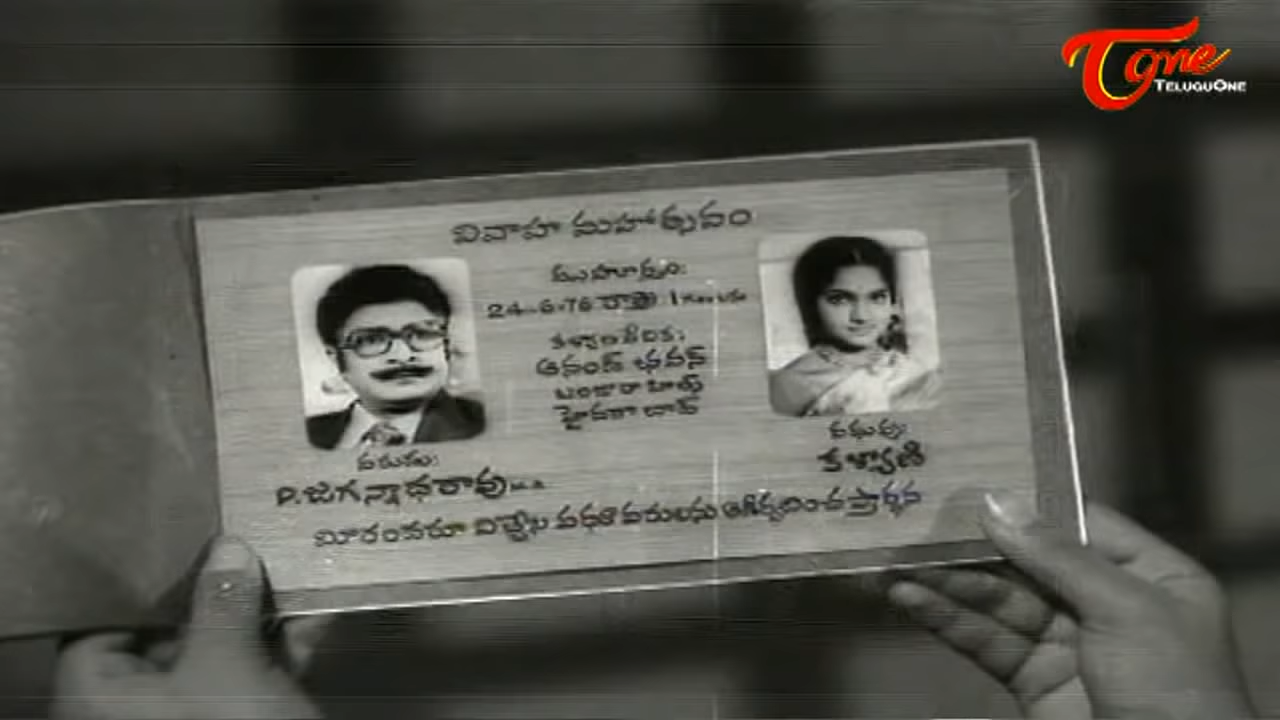 TELUGUONE
వివాహ మహోత్సవం
ముహూర్తం:
24-6-76 రాత్రి 1
కళ్యాణవేదిక:
ఆనంద్ భవన్
బంజారా హిల్స్
హైదరాబాద్
వరుడు:
P.జగన్నాథరావు M.A.
వధువు:
కళ్యాణి
మీరందరూ విచ్చేసి వధూవరులను ఆశీర్వదించ ప్రార్థన